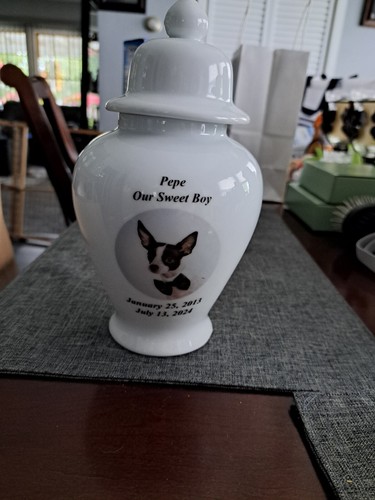 Pepe
Our Sweet Boy
January 25, 2013
July 13, 2024